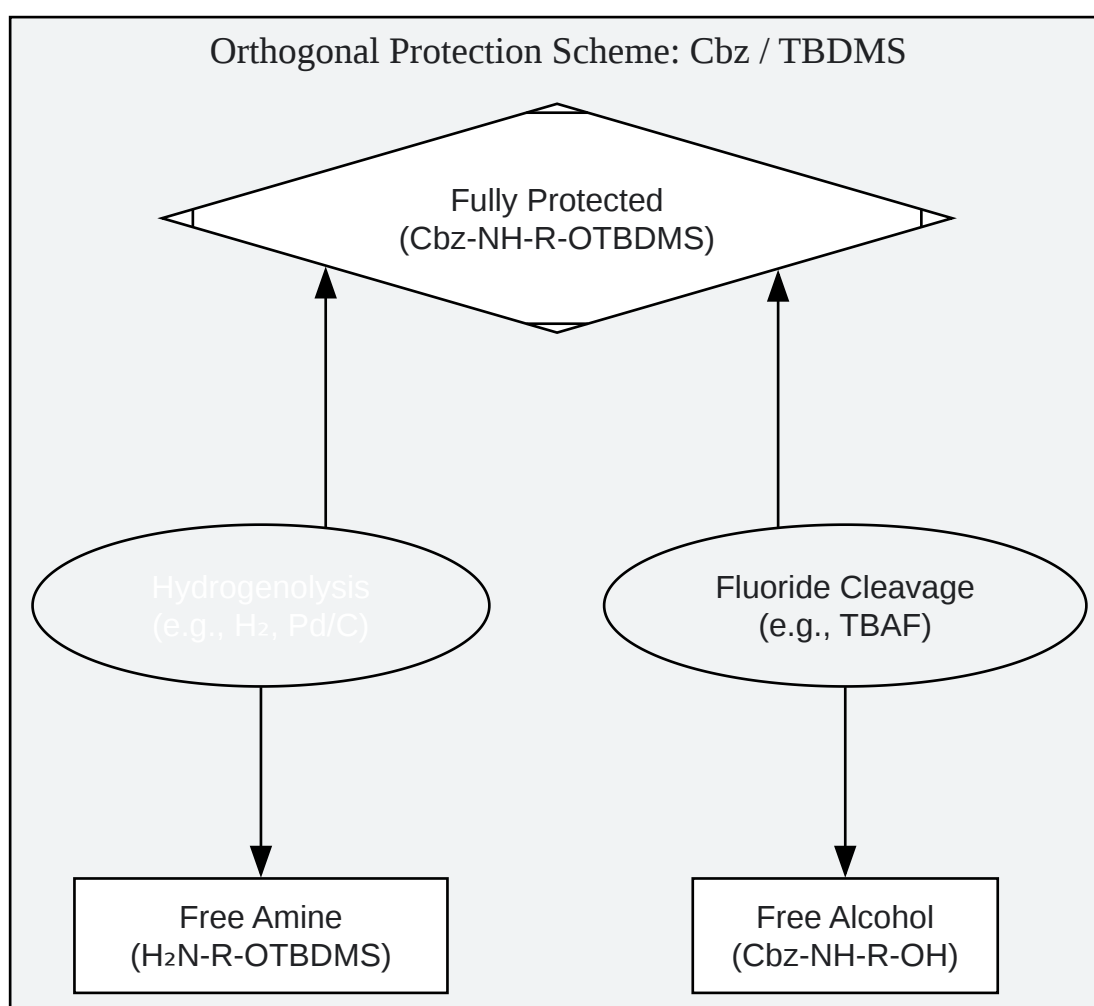 Orthogonal Protection Scheme: Cbz / TBDMS
Fully Protected
(Cbz-NH-R-OTBDMS)
Hydrogenolysis
(e.g., H₂, Pd/C)
Fluoride Cleavage
(e.g., TBAF)
Free Amine
(H₂N-R-OTBDMS)
Free Alcohol
(Cbz-NH-R-OH)